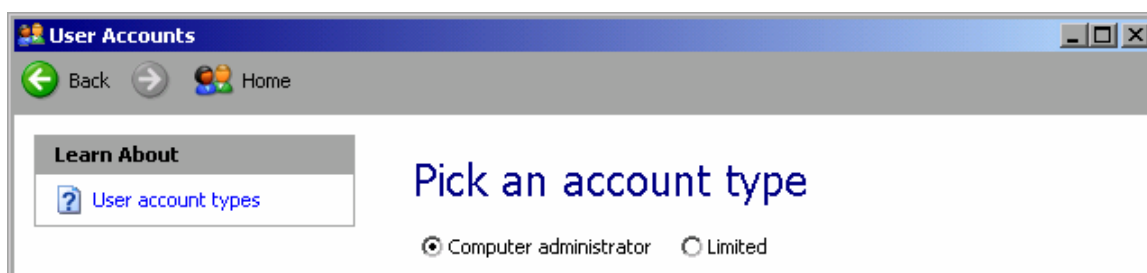 User Accounts
Back Home
Learn About
User account types
Pick an account type
Computer administrator Limited